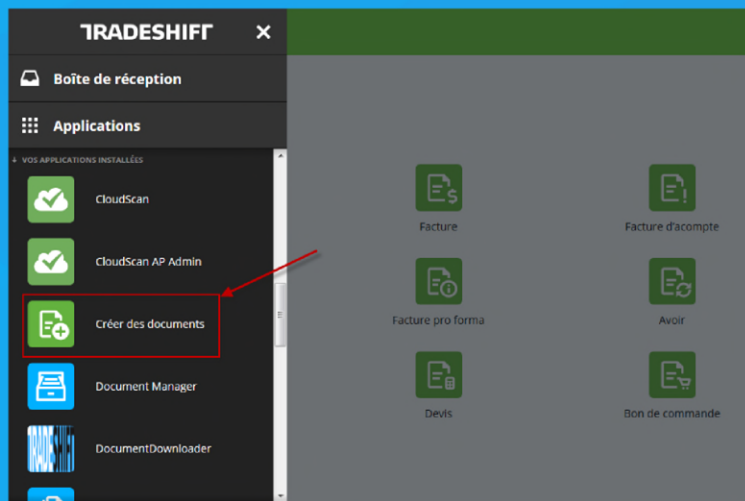 TRADESHIFT
Boîte de réception
Applications
VOS APPLICATIONS INSTALLÉES
CloudScan
CloudScan AP Admin
Créer des documents
Document Manager
TRADESHIFT
DocumentDownloader
Facture
Facture d'acompte
Facture pro forma
Avoir
Devis
Bon de commande